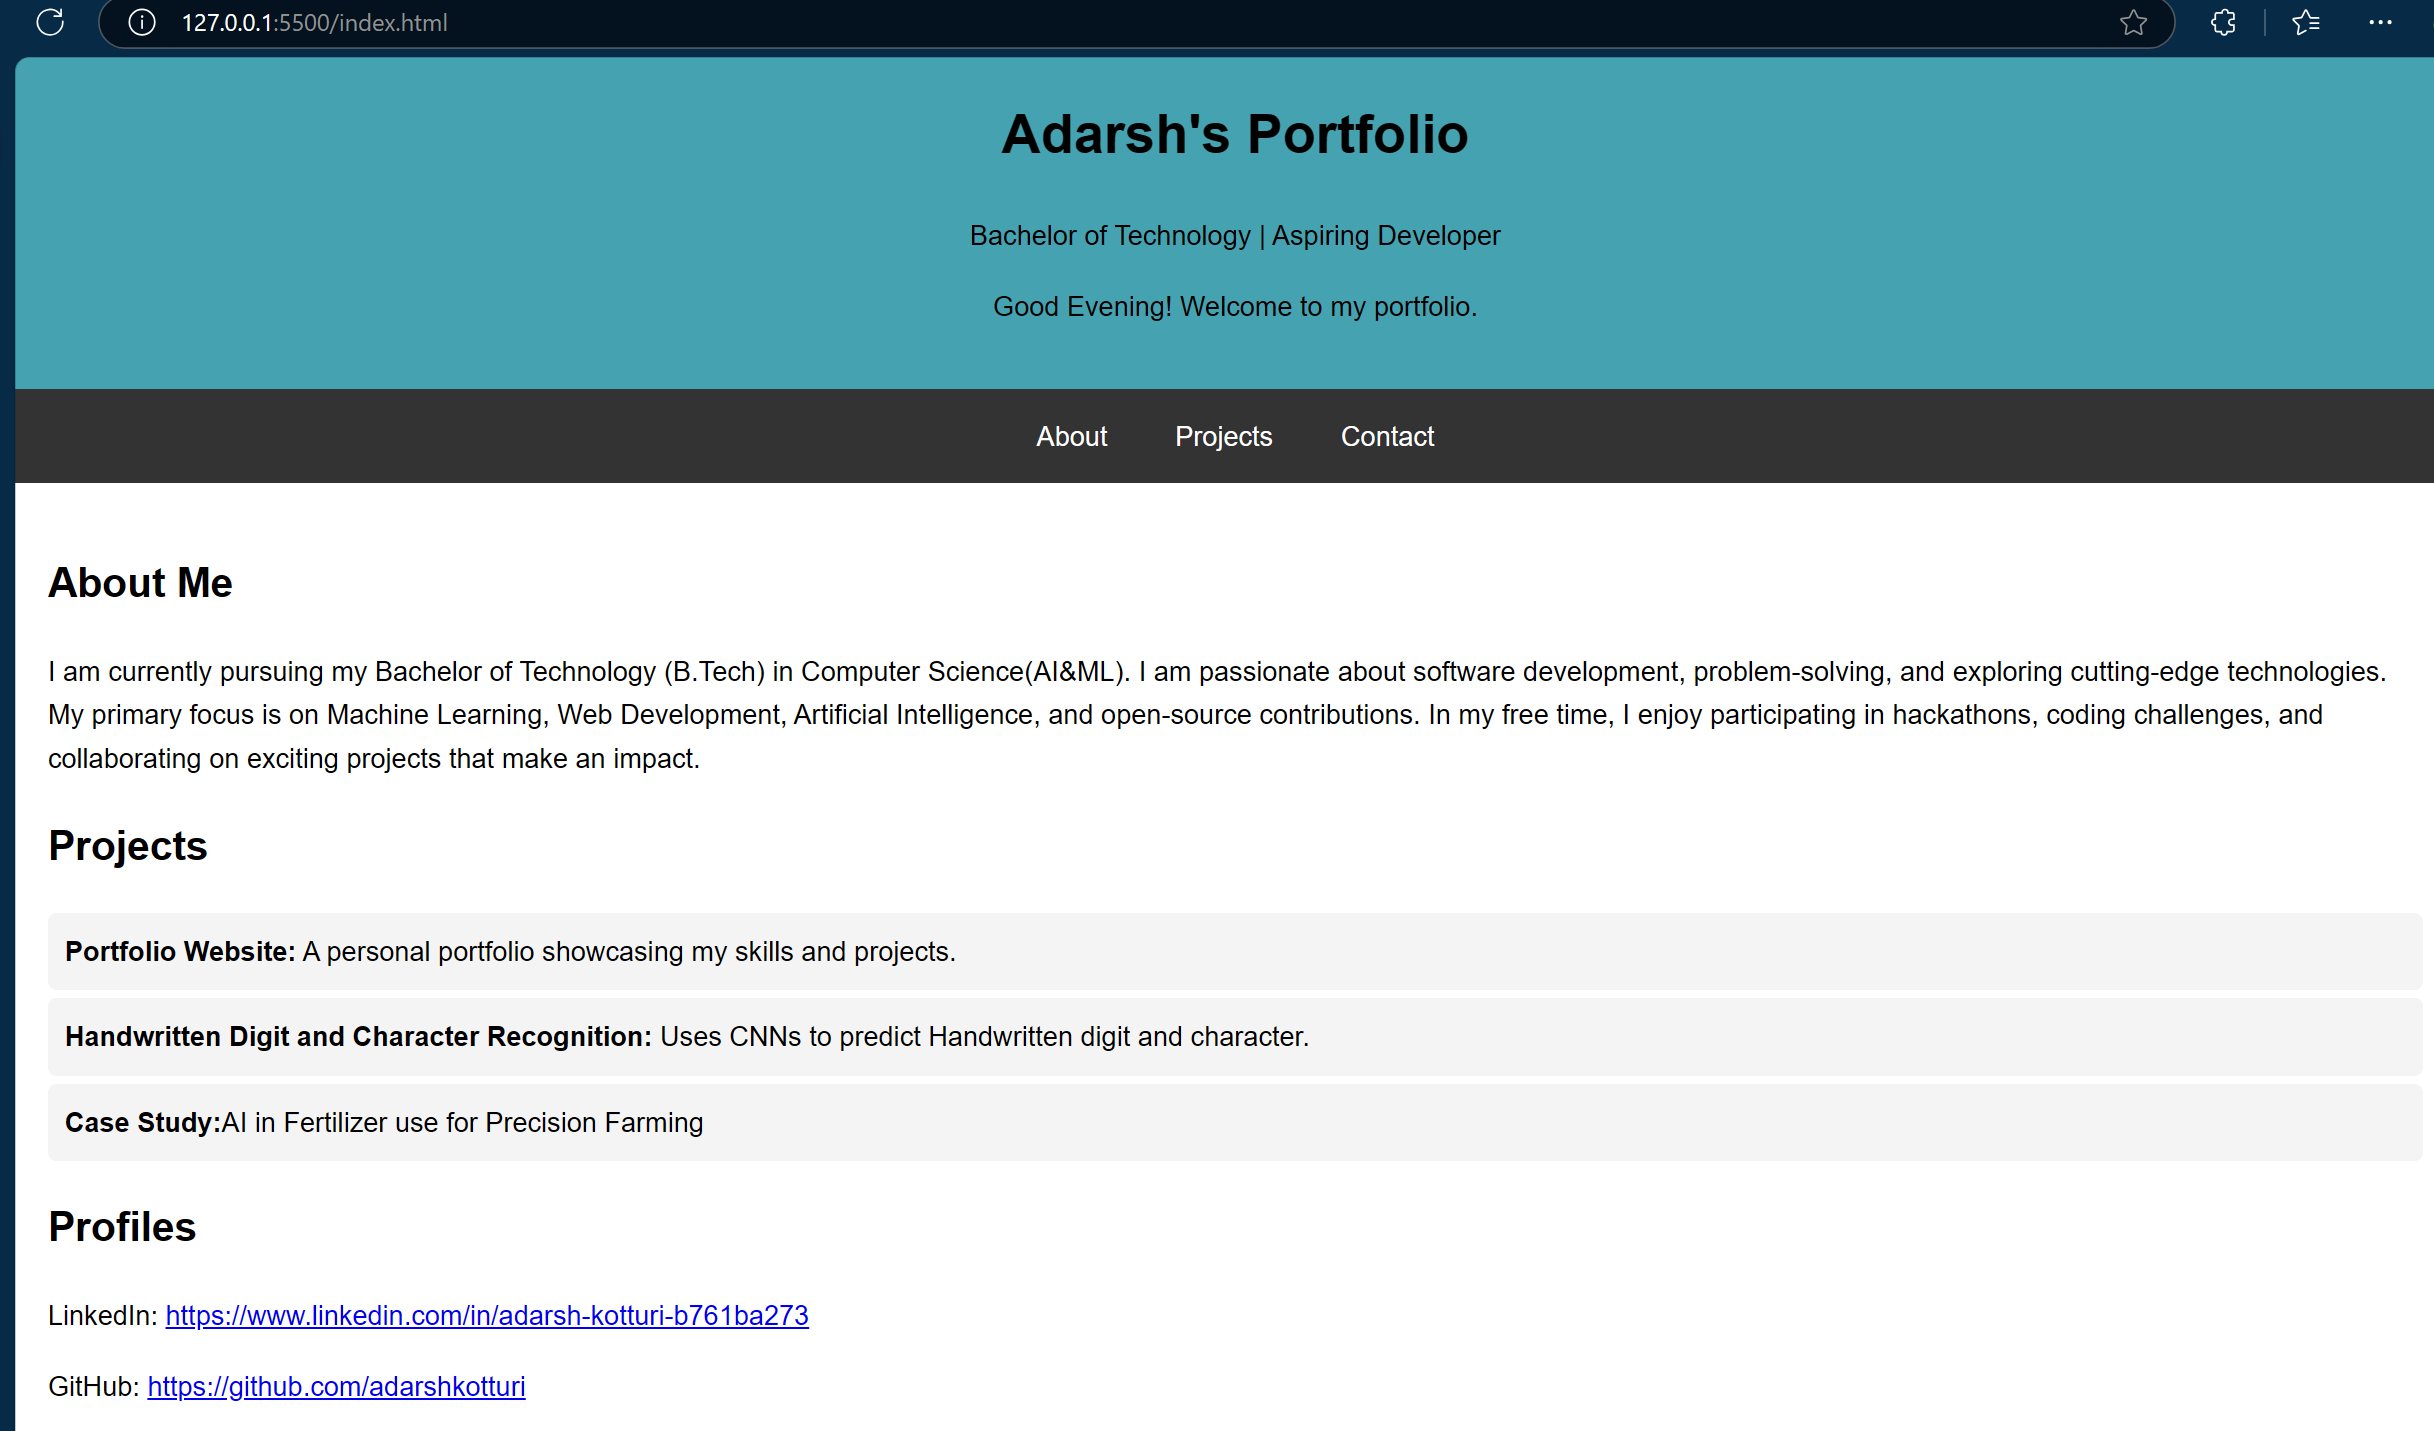 127.0.0.1:5500/index.html
Adarsh's Portfolio
Bachelor of Technology | Aspiring Developer
Good Evening! Welcome to my portfolio.
About Projects Contact
About Me
I am currently pursuing my Bachelor of Technology (B.Tech) in Computer Science(AI&ML). I am passionate about software development, problem-solving, and exploring cutting-edge technologies.
My primary focus is on Machine Learning, Web Development, Artificial Intelligence, and open-source contributions. In my free time, I enjoy participating in hackathons, coding challenges, and
collaborating on exciting projects that make an impact.
Projects
Portfolio Website: A personal portfolio showcasing my skills and projects.
Handwritten Digit and Character Recognition: Uses CNNs to predict Handwritten digit and character.
Case Study:AI in Fertilizer use for Precision Farming
Profiles
LinkedIn: https://www.linkedin.com/in/adarsh-kotturi-b761ba273
GitHub: https://github.com/adarshkotturi